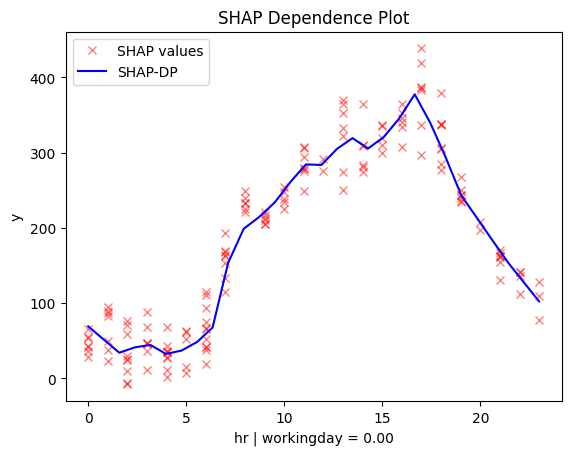 SHAP Dependence Plot
SHAP values
SHAP-DP
y
400
300
200
100
0
0
5
10
15
20
hr | workingday = 0.00